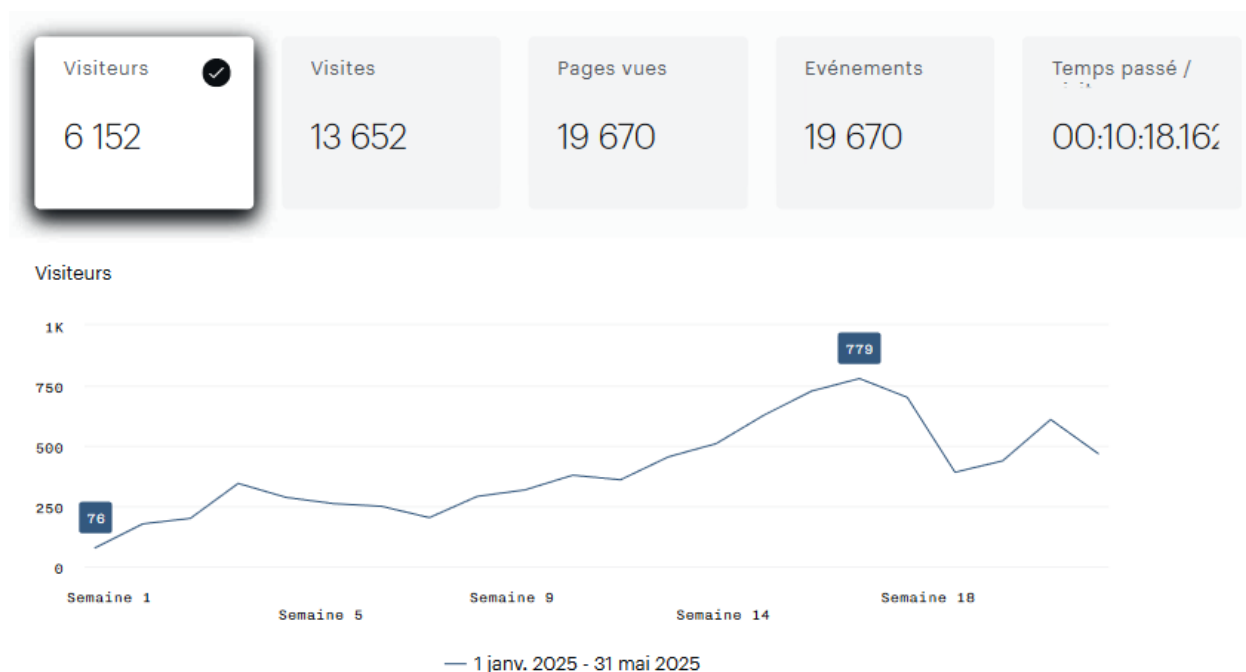 Visiteurs
6 152
Visites
13 652
Pages vues
19 670
Evénements
19 670
Temps passé /
00:10:18.162
Visiteurs
1K
750
500
250
0
779
76
Semaine 1
Semaine 5
Semaine 9
Semaine 14
Semaine 18
1 janv. 2025 - 31 mai 2025